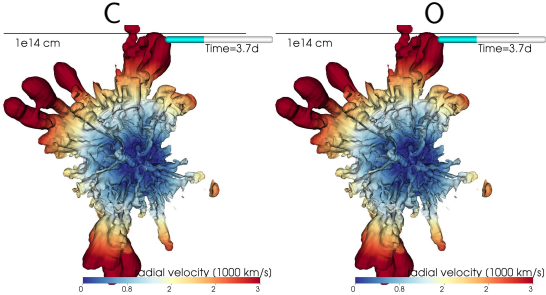 C
O
1e14 cm
Time=3.7d
1e14 cm
Time=3.7d
adial velocity (1000 km/s)
0 0.8 2 2 3
adial velocity (1000 km/s)
0 0.8 2 2 3